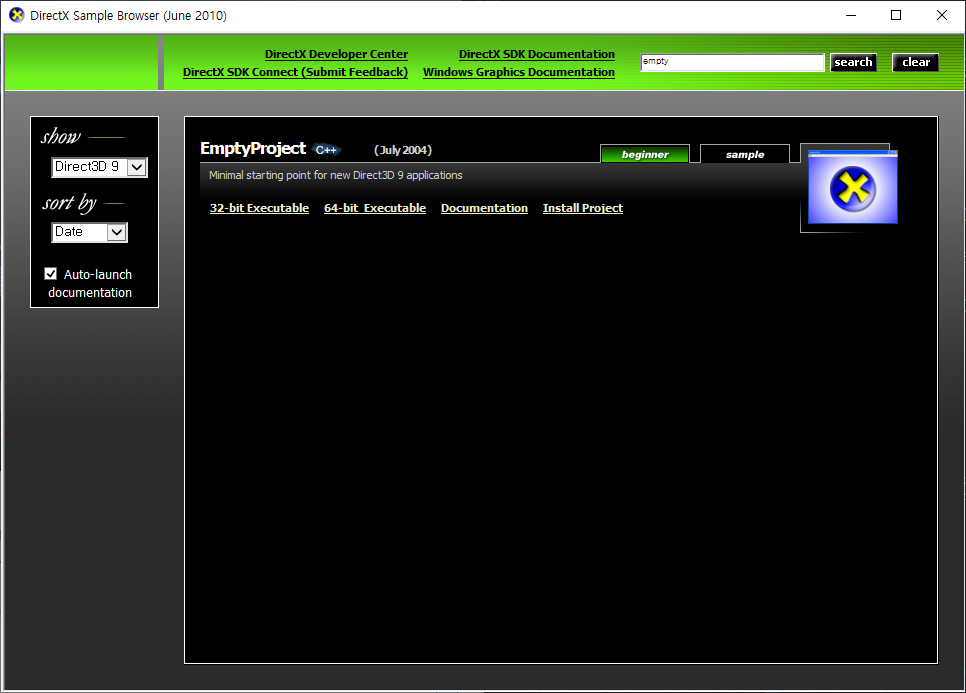 DirectX Sample Browser (June 2010)
DirectX Developer Center
DirectX SDK Documentation
DirectX SDK Connect (Submit Feedback)
Windows Graphics Documentation
empty
search
clear
show
Direct3D 9
sort by
Date
Auto-launch
documentation
EmptyProject C++ (July 2004)
beginner
sample
Minimal starting point for new Direct3D 9 applications
32-bit Executable
64-bit Executable
Documentation
Install Project